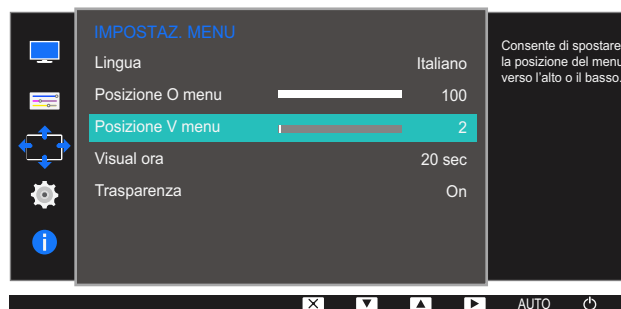 IMPOSTAZ. MENU
Lingua Italiano
Posizione O menu 100
Posizione V menu 2
Visual ora 20 sec
Trasparenza On
Consente di spostare
la posizione del menu
verso l'alto o il basso.
AUTO